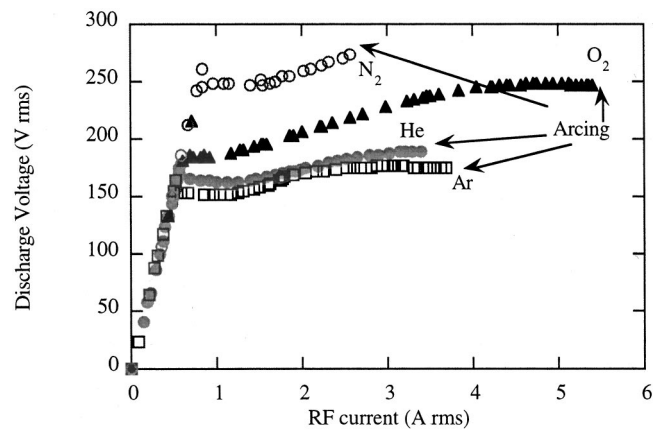 300
250
200
150
100
50
0
Discharge Voltage (V rms)
N2
O2
He
Arcing
Ar
0 1 2 3 4 5 6
RF current (A rms)